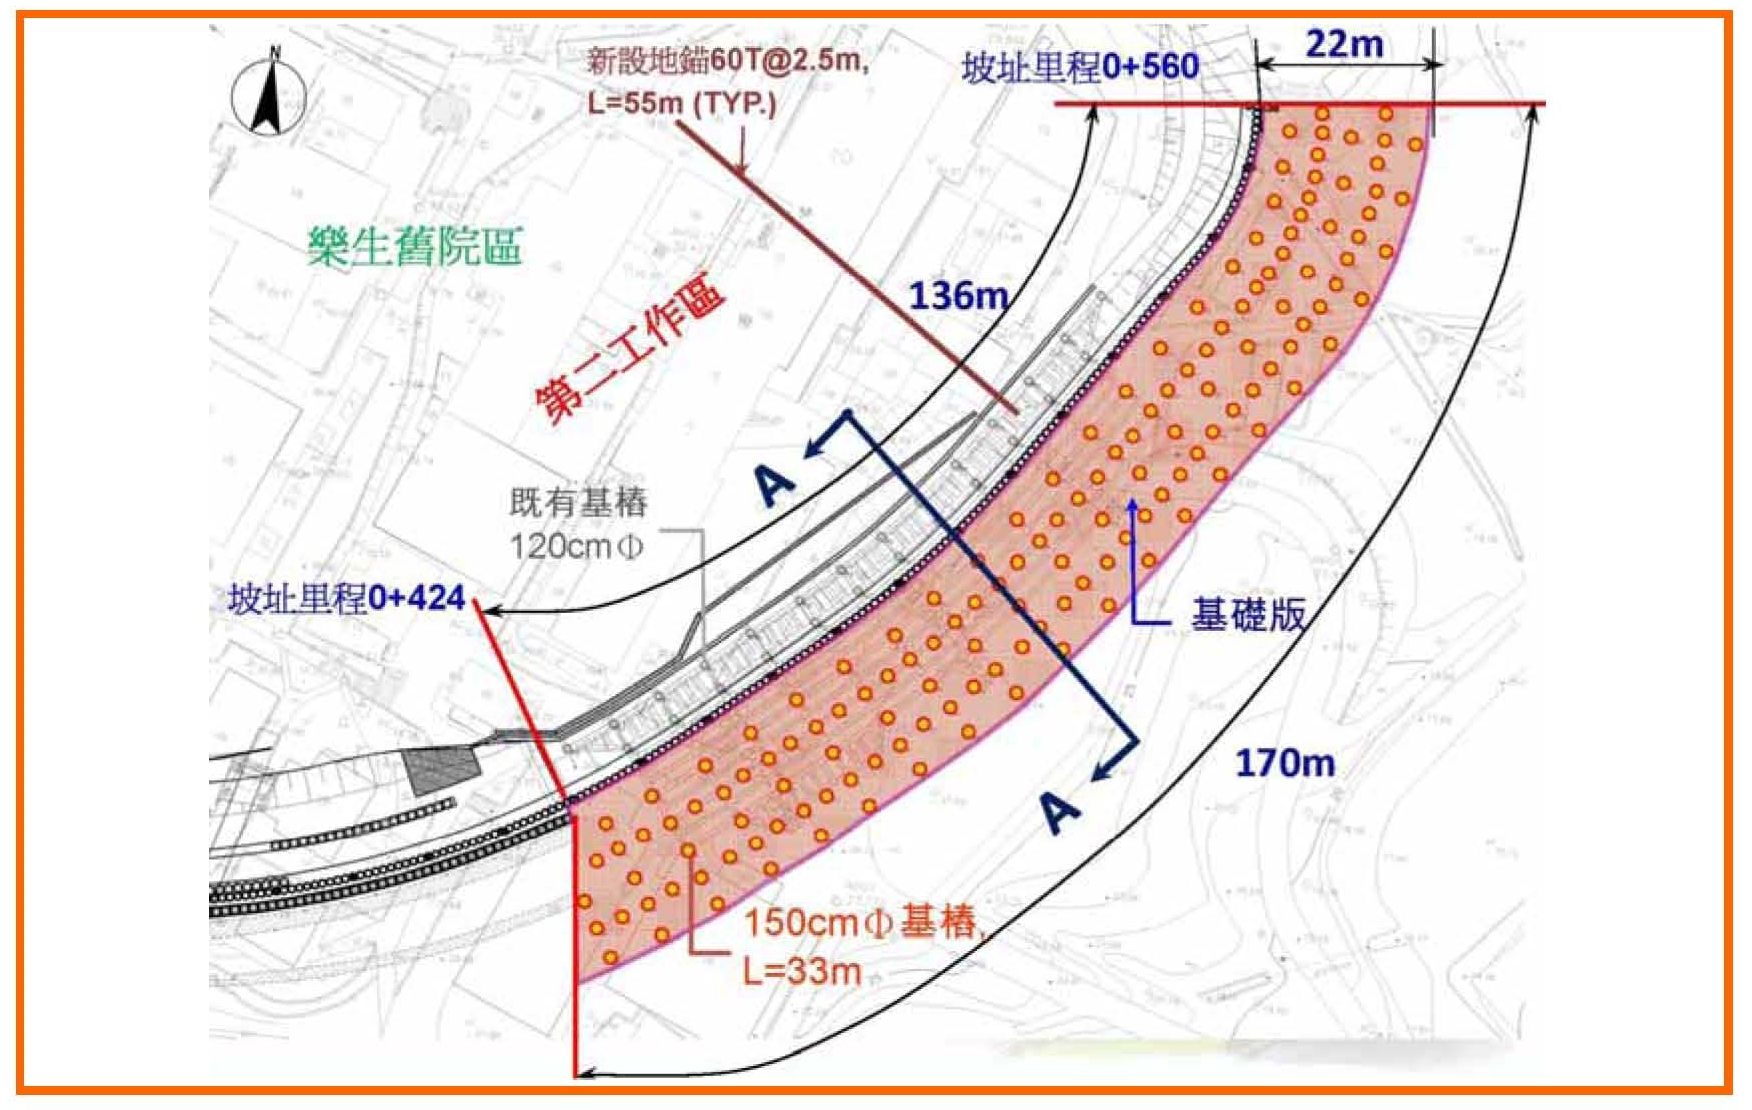 N
新設地錨60T@2.5m,
L=55m (TYP.)
坡址里程0+560
22m
樂生舊院區
第二工作區
136m
A
既有基樁
120cmΦ
坡址里程0+424
基礎版
170m
A
150cmΦ基樁,
L=33m